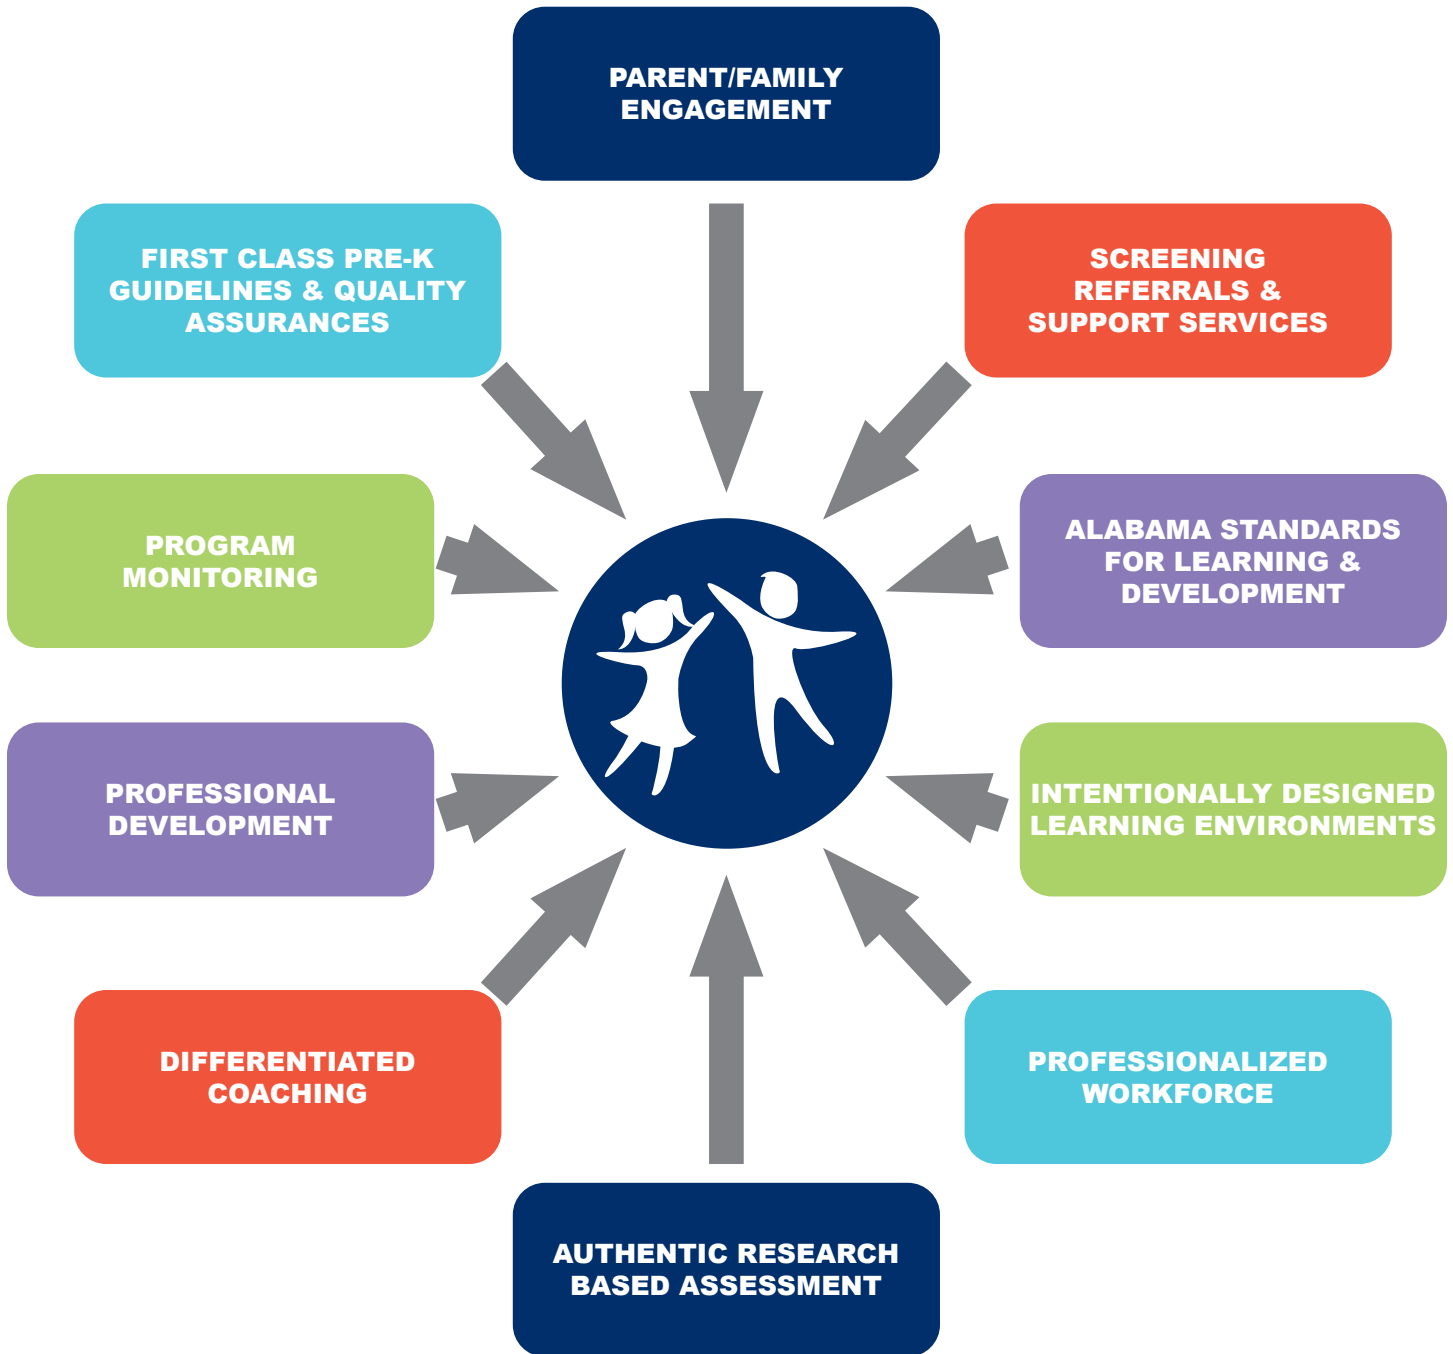 PARENT/FAMILY
ENGAGEMENT
FIRST CLASS PRE-K
GUIDELINES & QUALITY
ASSURANCES
SCREENING
REFERRALS &
SUPPORT SERVICES
PROGRAM
MONITORING
ALABAMA STANDARDS
FOR LEARNING &
DEVELOPMENT
PROFESSIONAL
DEVELOPMENT
INTENTIONALLY DESIGNED
LEARNING ENVIRONMENTS
DIFFERENTIATED
COACHING
PROFESSIONALIZED
WORKFORCE
AUTHENTIC RESEARCH
BASED ASSESSMENT